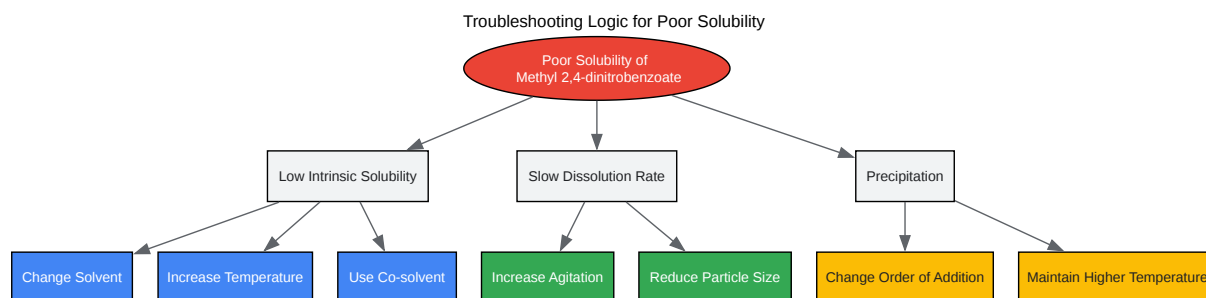 Troubleshooting Logic for Poor Solubility
Poor Solubility of
Methyl 2,4-dinitrobenzoate
Low Intrinsic Solubility
Slow Dissolution Rate
Precipitation
Change Solvent
Increase Temperature
Use Co-solvent
Increase Agitation
Reduce Particle Size
Change Order of Addition
Maintain Higher Temperature